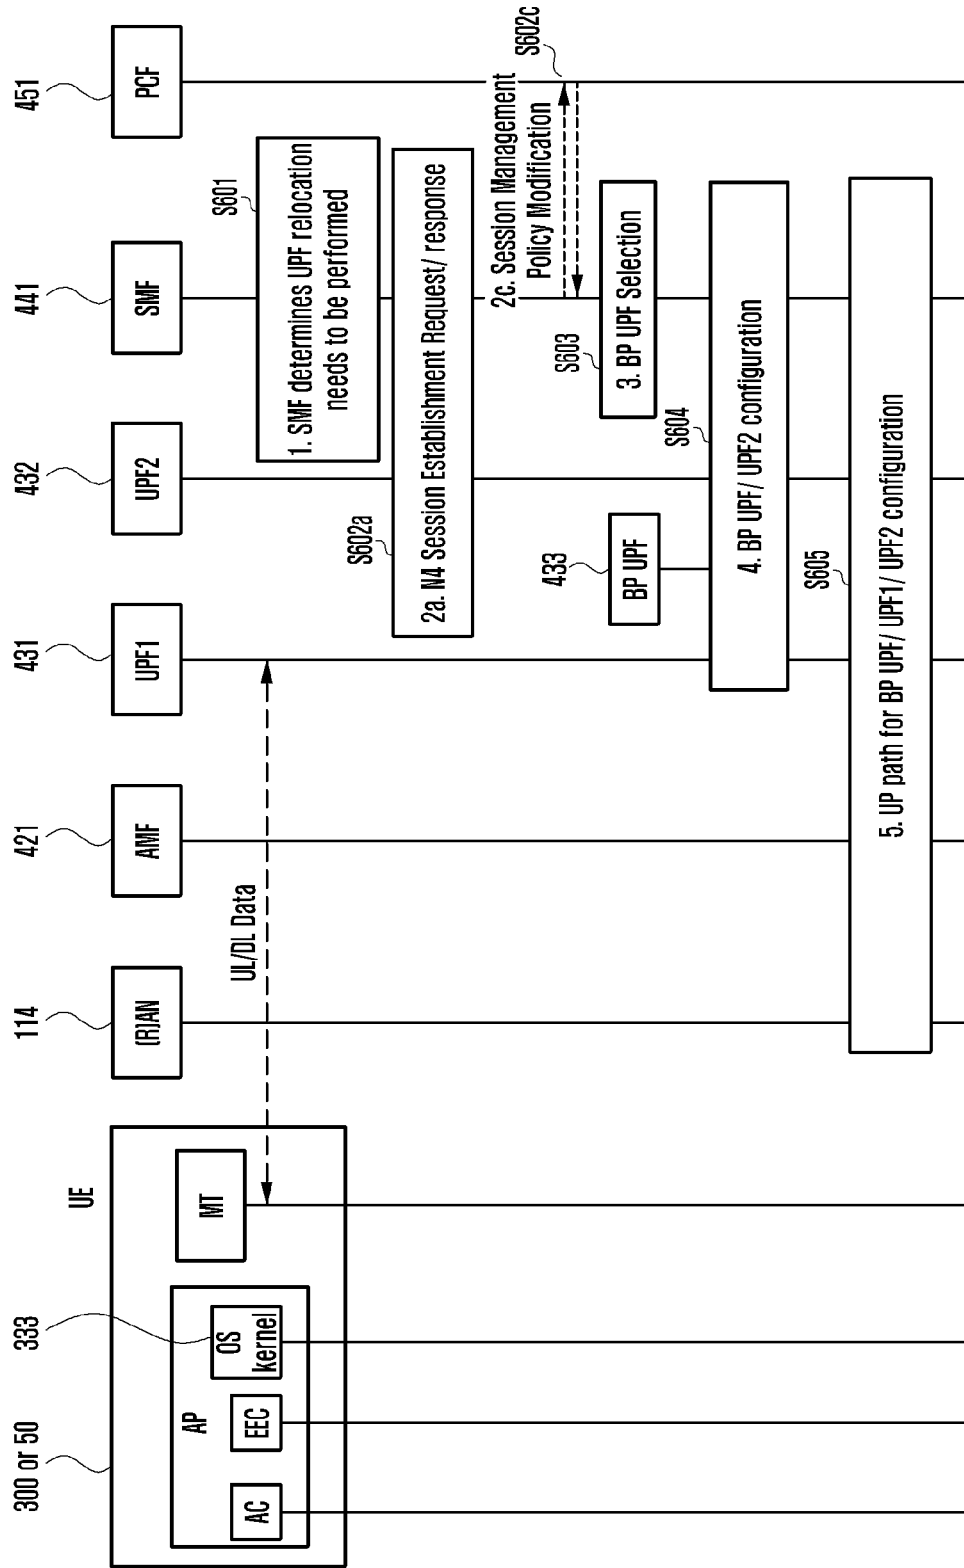 300 or 50
333
114
421
431
432
441
451
UE
AP
AC
EEC
OS
kernel
MT
(R)AN
AMF
UPF1
UPF2
SMF
PCF
UL/DL Data
S601
1. SMF determines UPF relocation
needs to be performed
S602a
2a. N4 Session Establishment Request/ response
2c. Session Management
Policy Modification
S602c
433
BP UPF
S603
3. BP UPF Selection
S604
4. BP UPF/ UPF2 configuration
S605
5. UP path for BP UPF/ UPF1/ UPF2 configuration